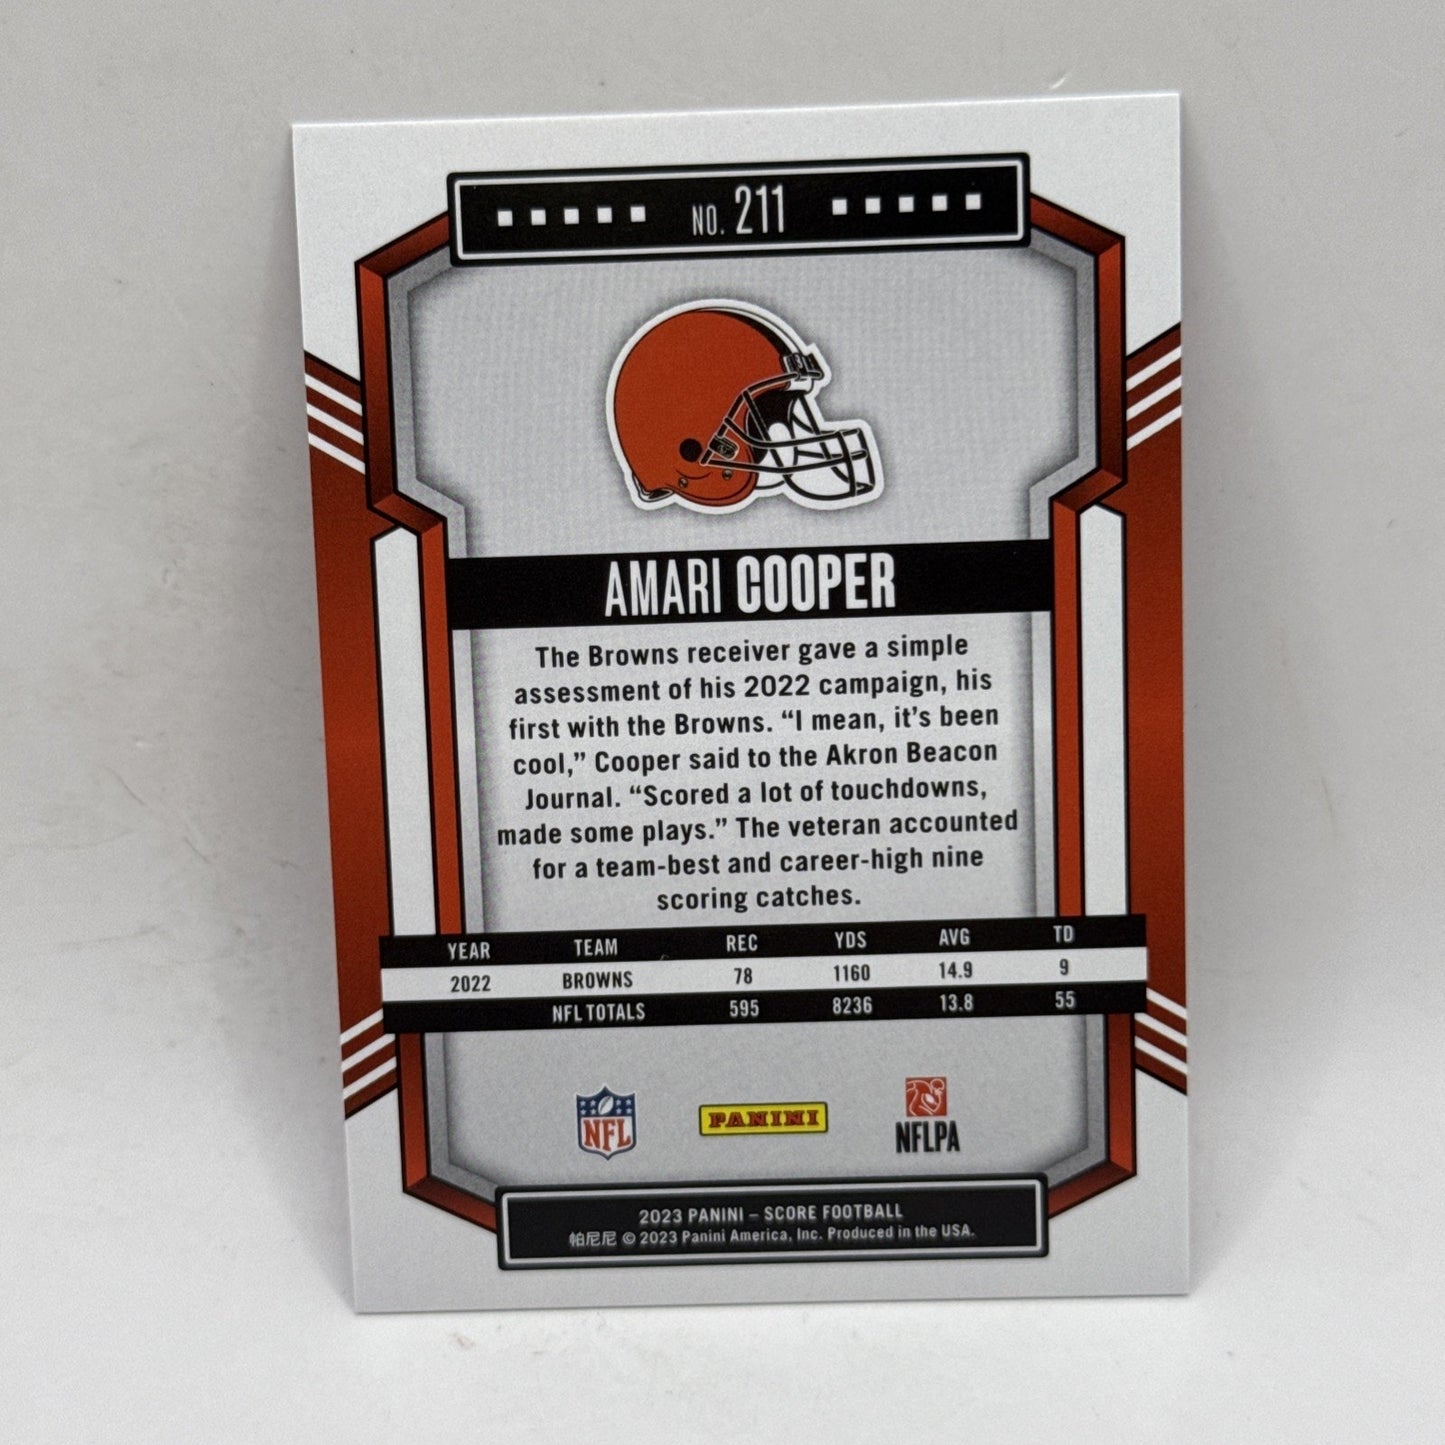 NO. 211
AMARI COOPER
The Browns receiver gave a simple
assessment of his 2022 campaign, his
first with the Browns. “I mean, it’s been
cool,” Cooper said to the Akron Beacon
Journal. “Scored a lot of touchdowns,
made some plays.” The veteran accounted
for a team-best and career-high nine
scoring catches.
YEAR TEAM REC YDS AVG TD
2022 BROWNS 78 1160 14.9 9
NFL TOTALS 595 8236 13.8 55
NFL PANINI NFLPA
2023 PANINI – SCORE FOOTBALL
帕尼尼 © 2023 Panini America, Inc. Produced in the USA.